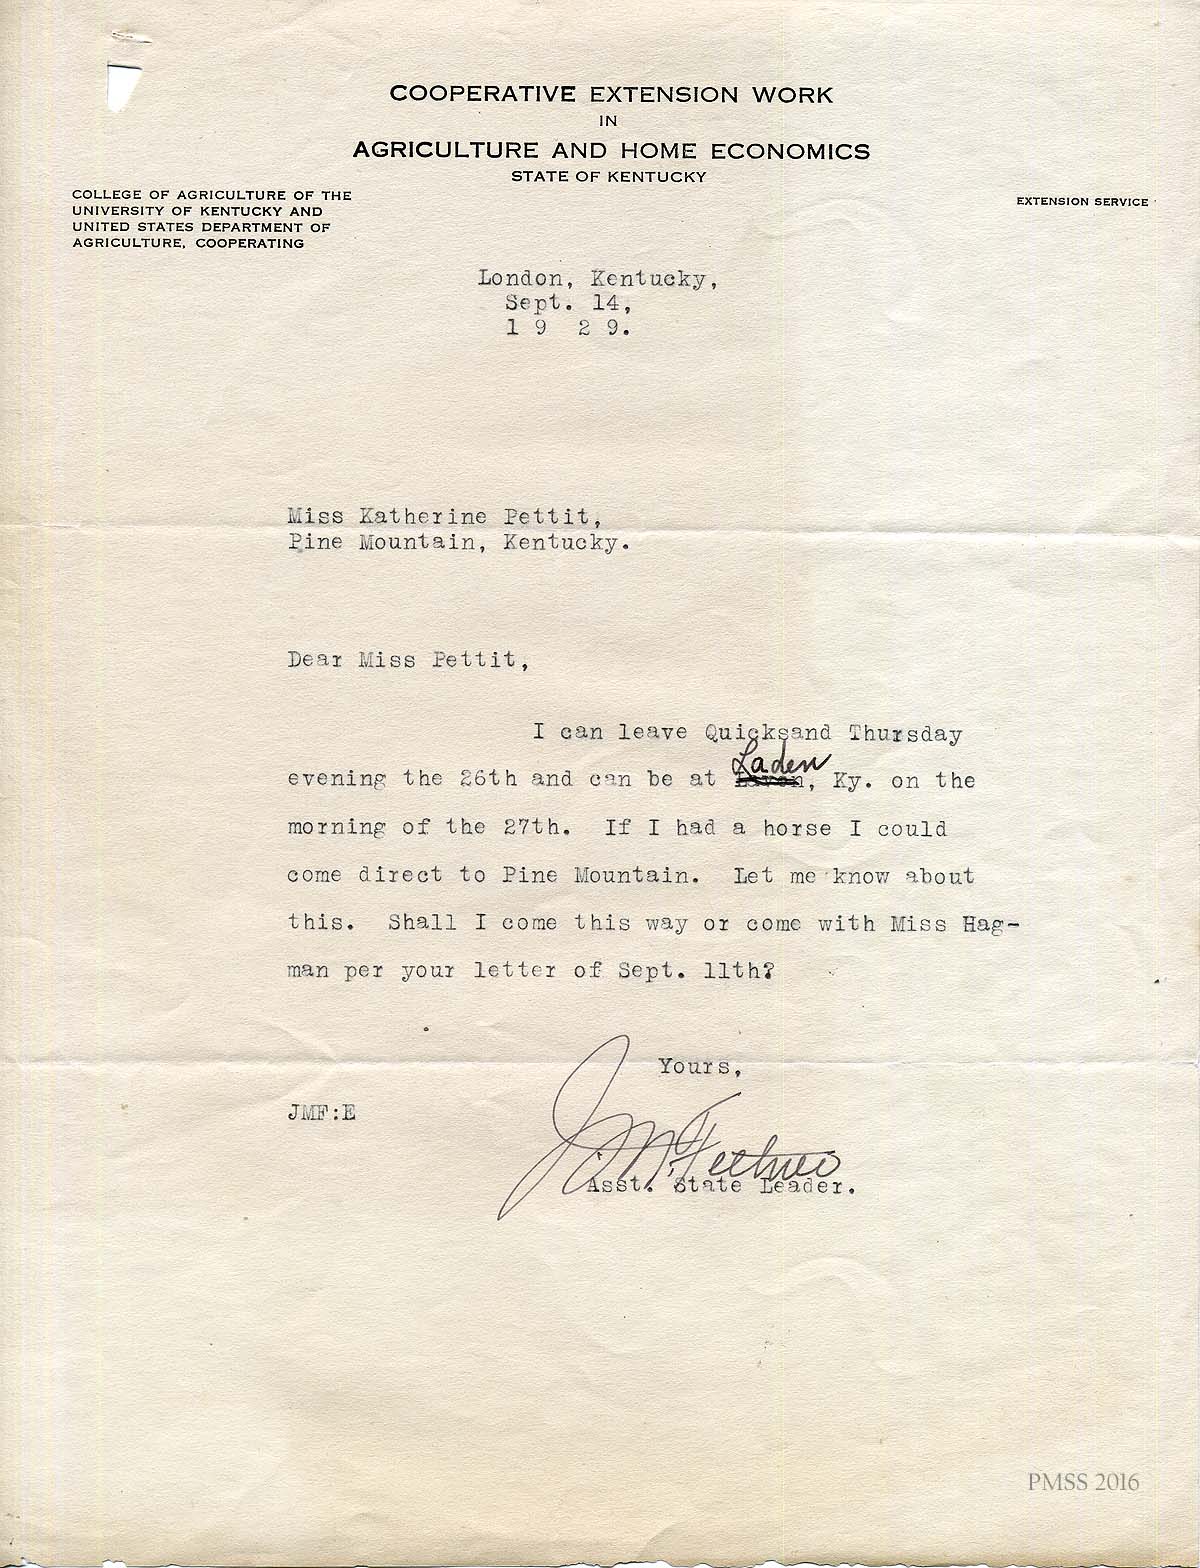 COOPERATIVE EXTENSION WORK
IN
AGRICULTURE AND HOME ECONOMICS
STATE OF KENTUCKY
COLLEGE OF AGRICULTURE OF THE
UNIVERSITY OF KENTUCKY AND
UNITED STATES DEPARTMENT OF
AGRICULTURE, COOPERATING
EXTENSION SERVICE
London, Kentucky,
Sept. 14,
1 9 2 9.
Miss Katherine Pettit,
Pine Mountain, Kentucky.
Dear Miss Pettit,
I can leave Quicksand Thursday
Laden
evening the 26th and can be at , Ky. on the
morning of the 27th. If I had a horse I could
come direct to Pine Mountain. Let me know about
this. Shall I come this way or come with Miss Hag-
man per your letter of Sept. 11th?
Yours,
JMF:E
J. M. Feltner
Asst. State Leader.
PMSS 2016